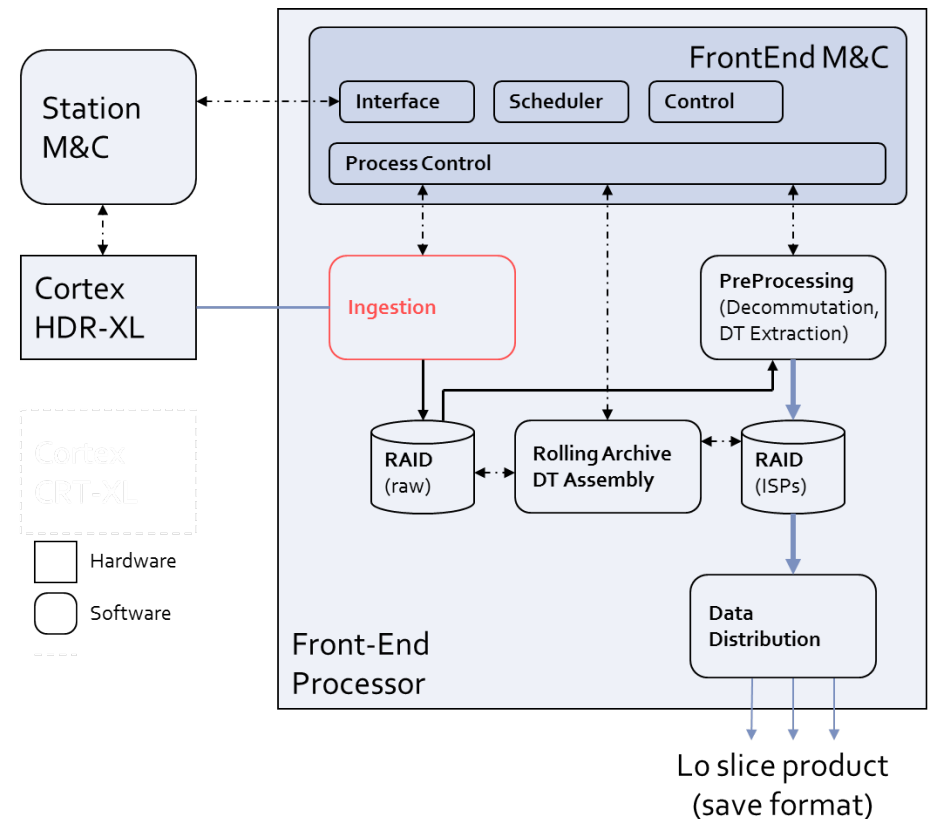 FrontEnd M&C
Interface
Scheduler
Control
Process Control
Station
M&C
Cortex
HDR-XL
Ingestion
PreProcessing
(Decommutation,
DT Extraction)
RAID
(raw)
Rolling Archive
DT Assembly
RAID
(ISPs)
Cortex
CRT-XL
Hardware
Software
Data
Distribution
Front-End
Processor
Lo slice product
(save format)